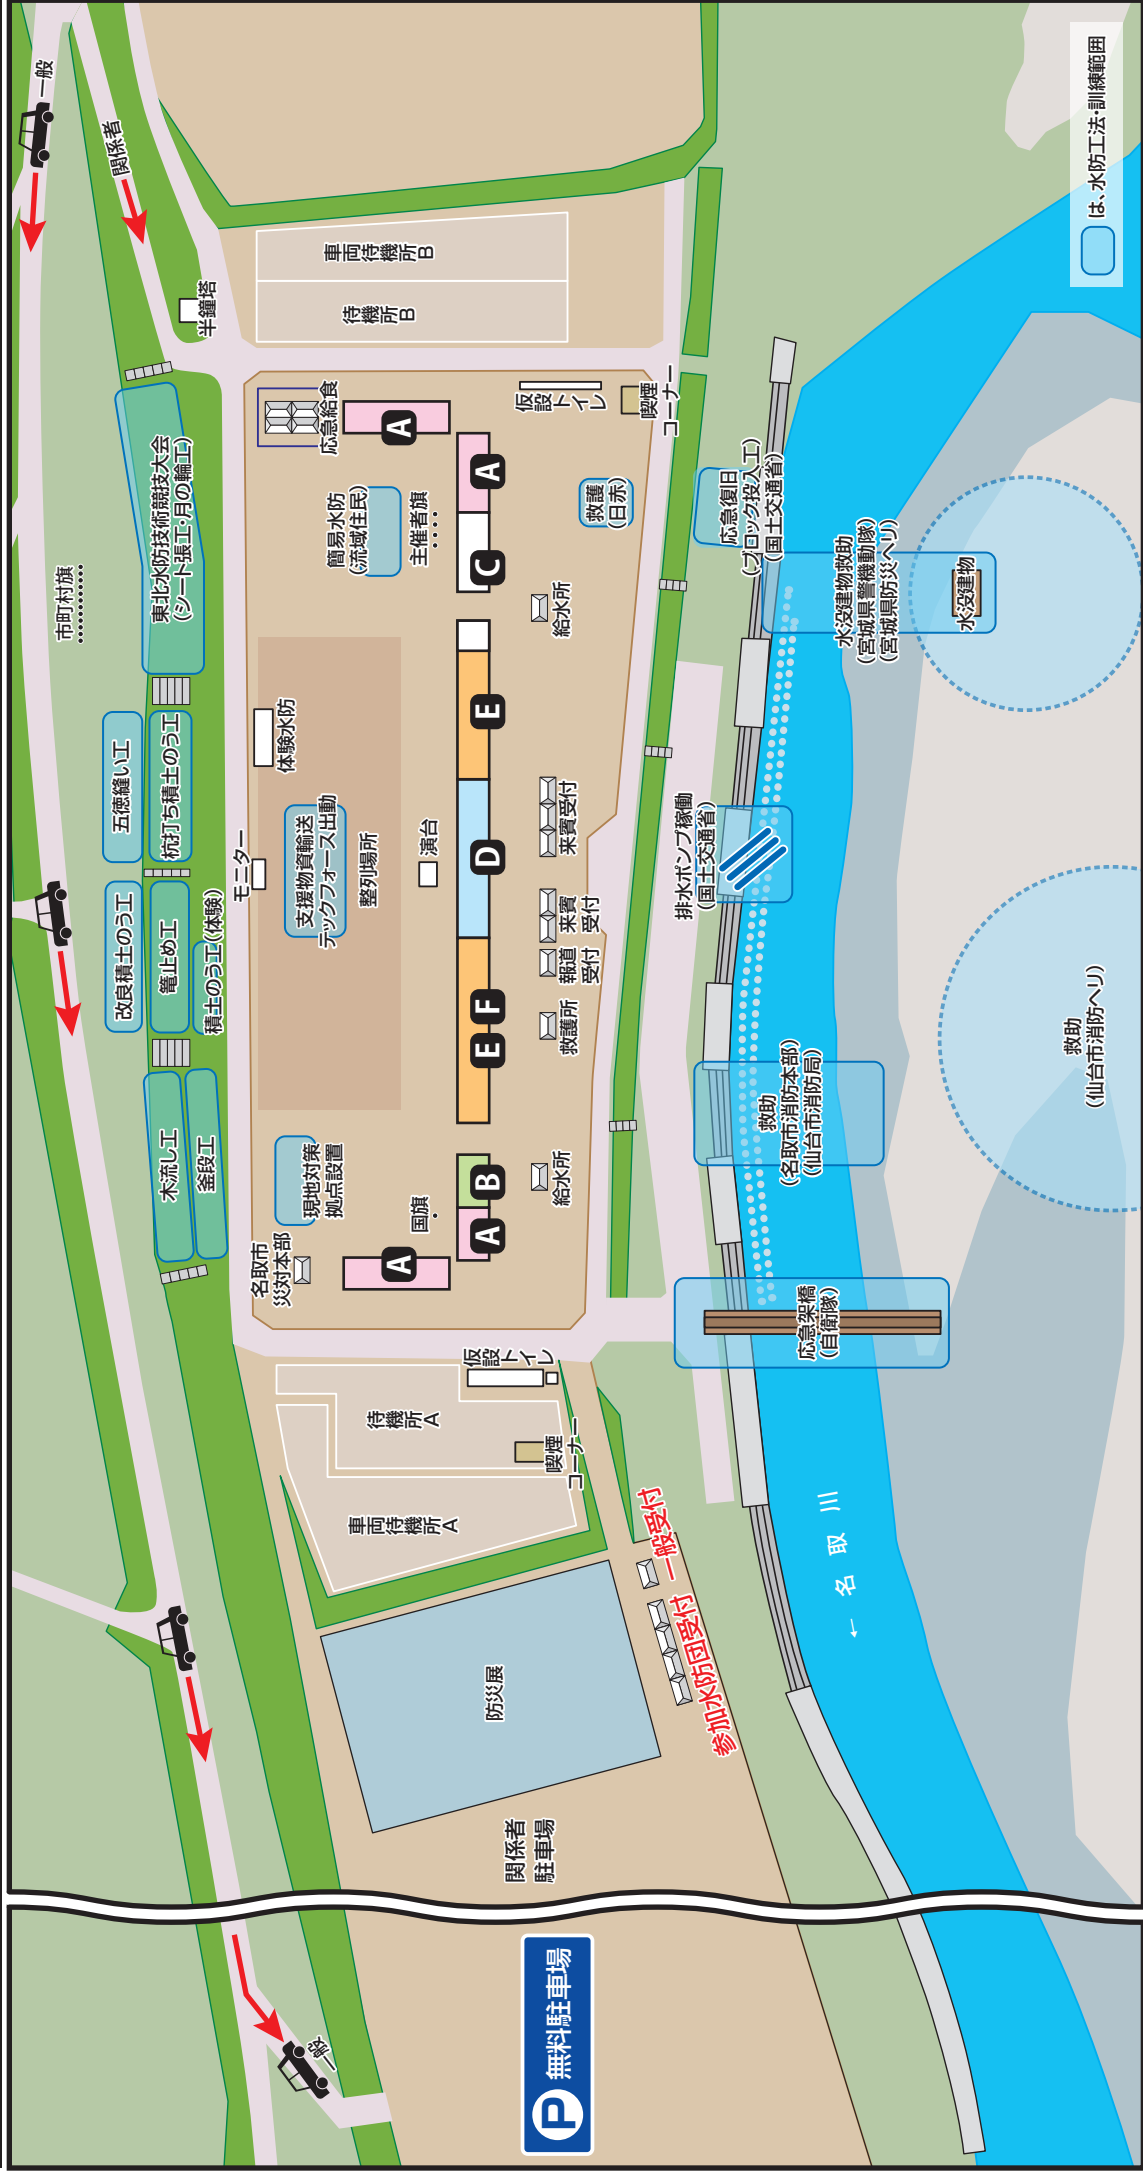 無料駐車場
P
一般
関係者
駐車場
防災展
参加水防団受付
一般受付
← 名取川
車両待機所A
待機所A
喫煙
コーナー
仮設トイレ
木流し工
釜段工
改良積土のう工
篭止め工
積土のう工(体験)
五徳縫い工
杭打ち積土のう工
市町村旗
東北水防技術競技大会
(シート張工・月の輪工)
名取市
災対本部
現地対策
拠点設置
国旗
A
A
B
給水所
モニター
支援物資輸送
テックフォース出動
整列場所
演台
体験水防
E
F
D
E
救護所
報道
受付
来賓
受付
来賓受付
簡易水防
(流域住民)
主催者旗
応急給食
A
A
C
給水所
救護
(日赤)
仮設トイレ
喫煙
コーナー
半鐘塔
待機所B
車両待機所B
関係者
一般
応急架橋
(自衛隊)
救助
(名取市消防本部)
(仙台市消防局)
救助
(仙台市消防ヘリ)
排水ポンプ稼働
(国土交通省)
応急復旧
(ブロック投入工)
(国土交通省)
水没建物救助
(宮城県警機動隊)
(宮城県防災ヘリ)
水没建物
は、水防工法・訓練範囲